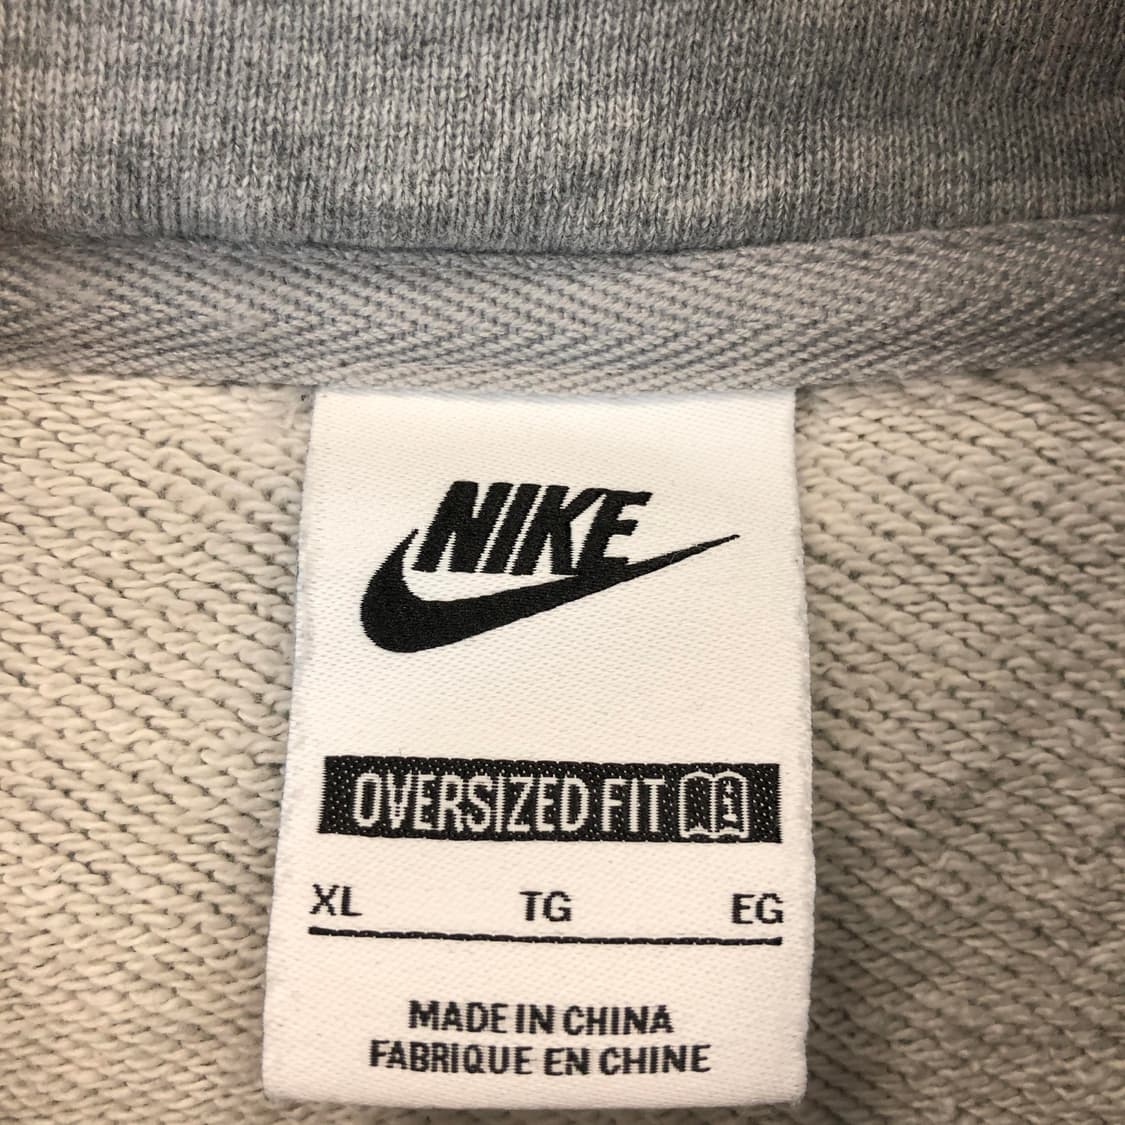 NIKE
OVERSIZED FIT
XL TG EG
MADE IN CHINA
FABRIQUE EN CHINE